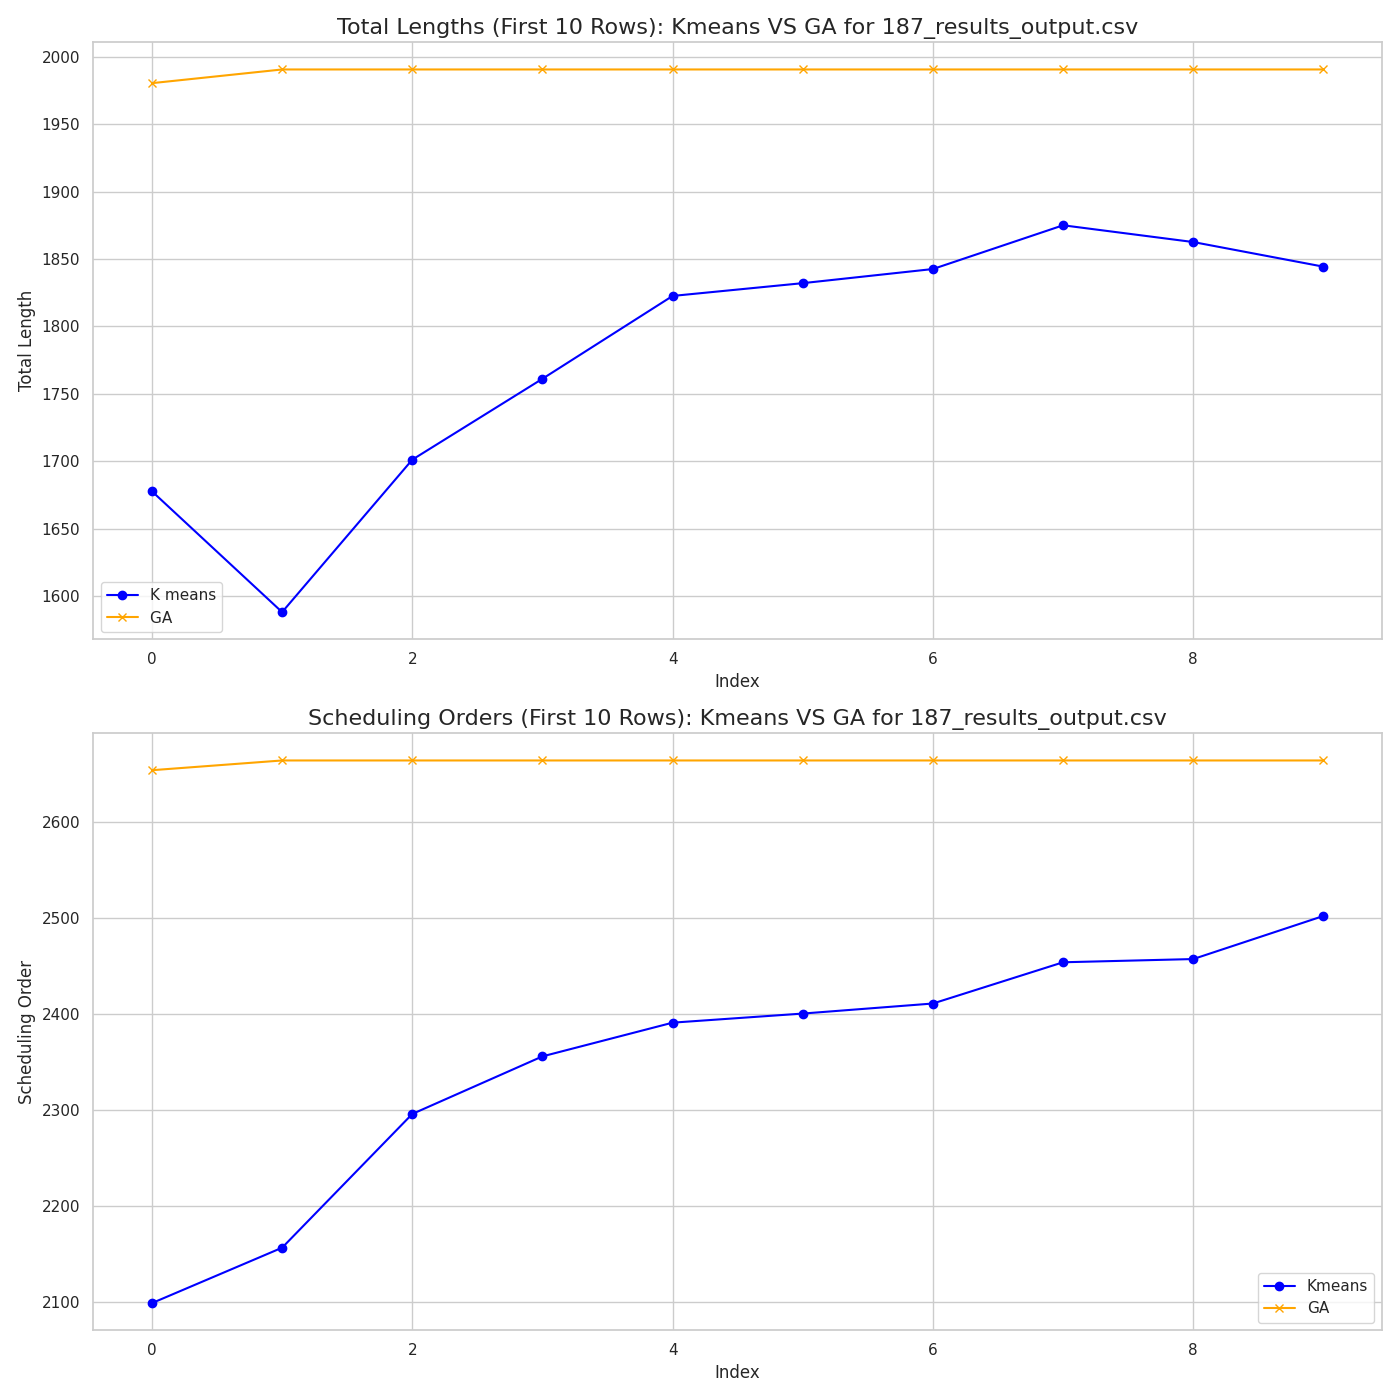 Total Lengths (First 10 Rows): Kmeans VS GA for 187_results_output.csv
2000
1950
1900
1850
1800
1750
1700
1650
1600
Total Length
K means
GA
0 2 4 6 8
Index
Scheduling Orders (First 10 Rows): Kmeans VS GA for 187_results_output.csv
2600
2500
2400
2300
2200
2100
Scheduling Order
Kmeans
GA
0 2 4 6 8
Index